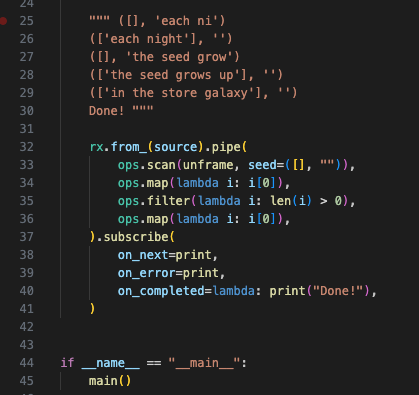 24
25 """ ([], 'each ni')
26 (['each night'], '')
27 ([], 'the seed grow')
28 (['the seed grows up'], '')
29 (['in the store galaxy'], '')
30 Done! """
31
32 rx.from_(source).pipe(
33 ops.scan(unframe, seed=([], "")),
34 ops.map(lambda i: i[0]),
35 ops.filter(lambda i: len(i) > 0),
36 ops.map(lambda i: i[0]),
37 ).subscribe(
38 on_next=print,
39 on_error=print,
40 on_completed=lambda: print("Done!"),
41 )
42
43
44 if __name__ == "__main__":
45 main()